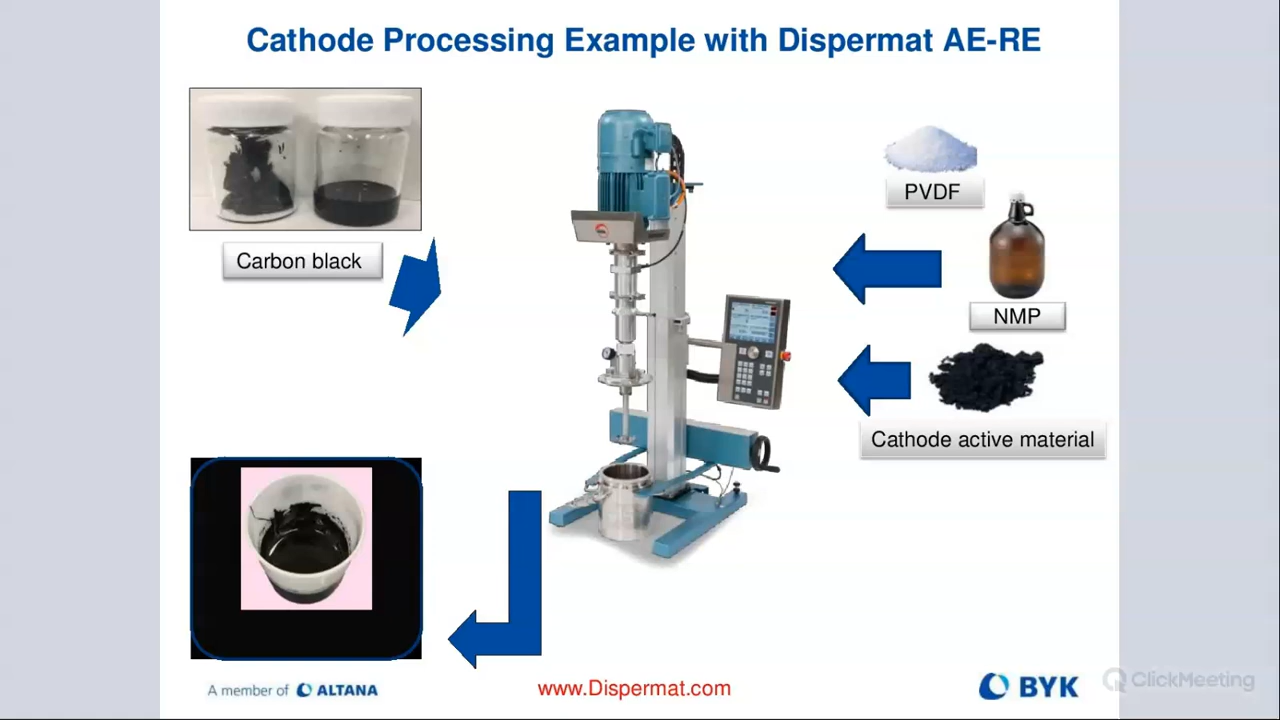 Cathode Processing Example with Dispermat AE-RE
Carbon black
PVDF
NMP
Cathode active material
A member of ALTANA
www.Dispermat.com
BYK
ClickMeeting